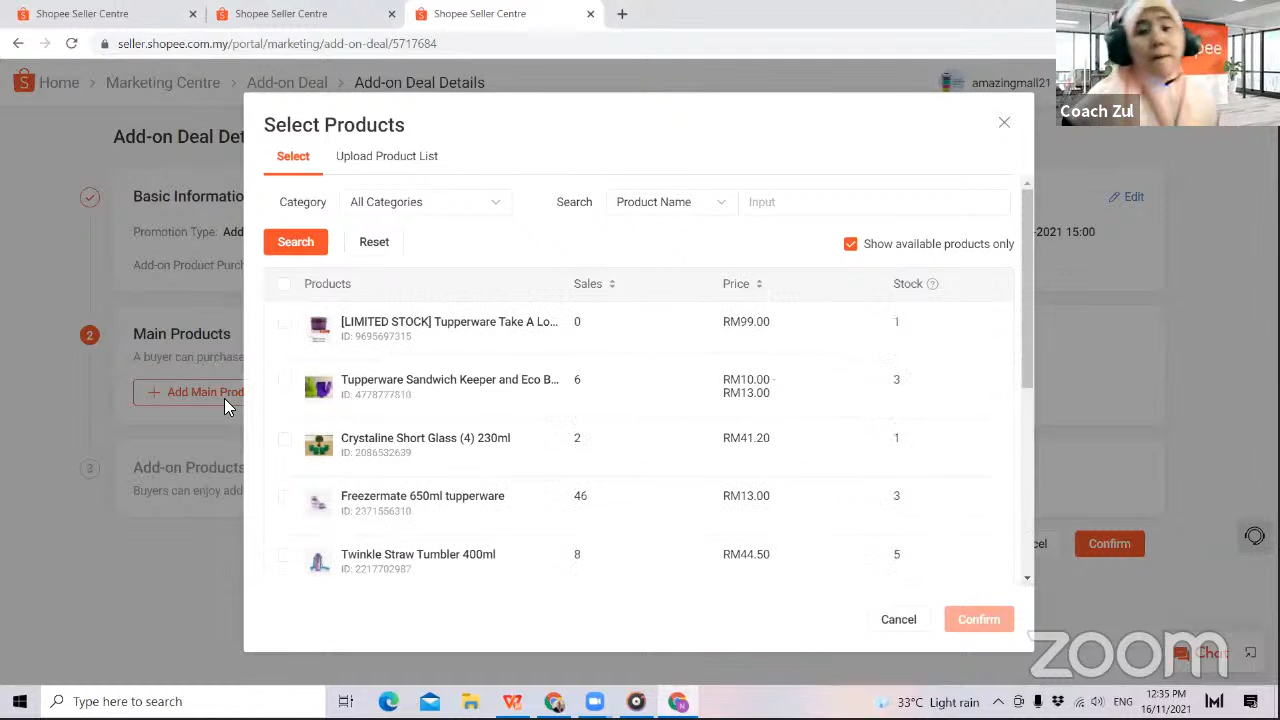 Shopee Seller Centre
Shopee Seller Centre
Shopee Seller Centre
seller.shopee.com.my/portal/marketing/add-on-deal/5717684
Home > Marketing Centre > Add-on Deal > Add-on Deal Details
amazingmall21
pee
Coach Zul
Add-on Deal Det
Basic Informatio
Edit
Promotion Type: Add
-2021 15:00
Add-on Product Purc
2
Main Products
A buyer can purchase
+ Add Main Prod
3
Add-on Products
Buyers can enjoy add
cel
Confirm
Select Products
Select
Upload Product List
Category
All Categories
Search
Product Name
Input
Search
Reset
Show available products only
Products Sales Price Stock ?
[LIMITED STOCK] Tupperware Take A Lo... 0 RM99.00 1
ID: 9695697315
Tupperware Sandwich Keeper and Eco B... 6 RM10.00 - 3
RM13.00
ID: 4778777810
Crystaline Short Glass (4) 230ml 2 RM41.20 1
ID: 2086532639
Freezermate 650ml tupperware 46 RM13.00 3
ID: 2371556310
Twinkle Straw Tumbler 400ml 8 RM44.50 5
ID: 2217702987
Cancel
Confirm
Chat
zoom
Type here to search
33°C Light rain
ENG
12:35 PM
16/11/2021